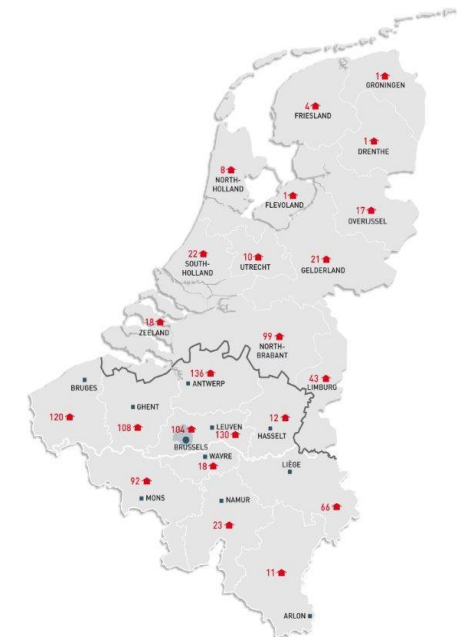 1
GRONINGEN
4
FRIESLAND
1
DRENTHE
8
NORTH-
HOLLAND
1
FLEVOLAND
17
OVERIJSSEL
22
SOUTH-
HOLLAND
10
UTRECHT
21
GELDERLAND
18
ZEELAND
99
NORTH-
BRABANT
136
ANTWERP
43
LIMBURG
BRUGES
GHENT
120
108
104
BRUSSELS
LEUVEN
130
12
HASSELT
WAVRE
18
LIÈGE
92
MONS
NAMUR
66
23
11
ARLON